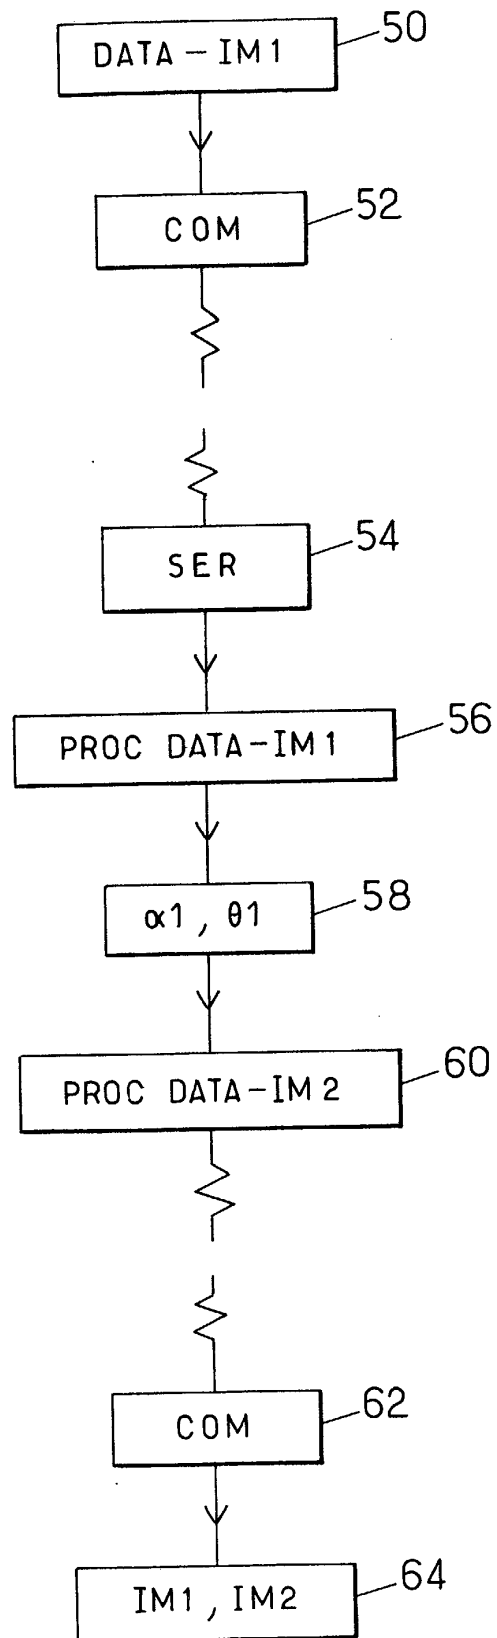 DATA-IM1 50
COM 52
SER 54
PROC DATA-IM1 56
α1, θ1 58
PROC DATA-IM2 60
COM 62
IM1, IM2 64